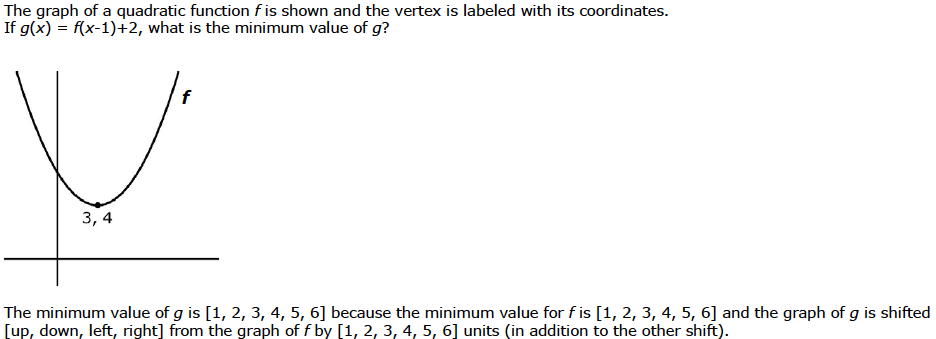 The graph of a quadratic function f is shown and the vertex is labeled with its coordinates.
If g(x) = f(x-1)+2, what is the minimum value of g?
f
3, 4
The minimum value of g is [1, 2, 3, 4, 5, 6] because the minimum value for f is [1, 2, 3, 4, 5, 6] and the graph of g is shifted
[up, down, left, right] from the graph of f by [1, 2, 3, 4, 5, 6] units (in addition to the other shift).